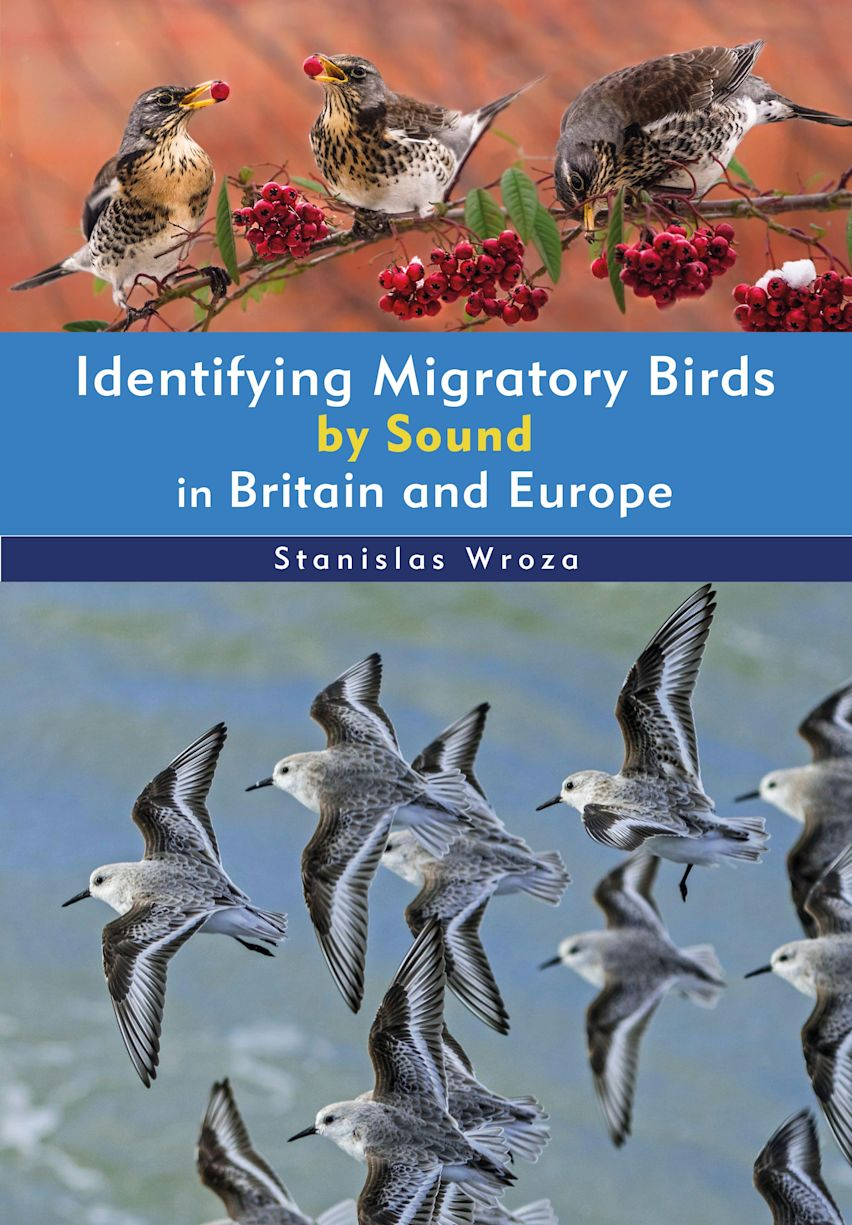 Identifying Migratory Birds
by Sound
in Britain and Europe
Stanislas Wroza